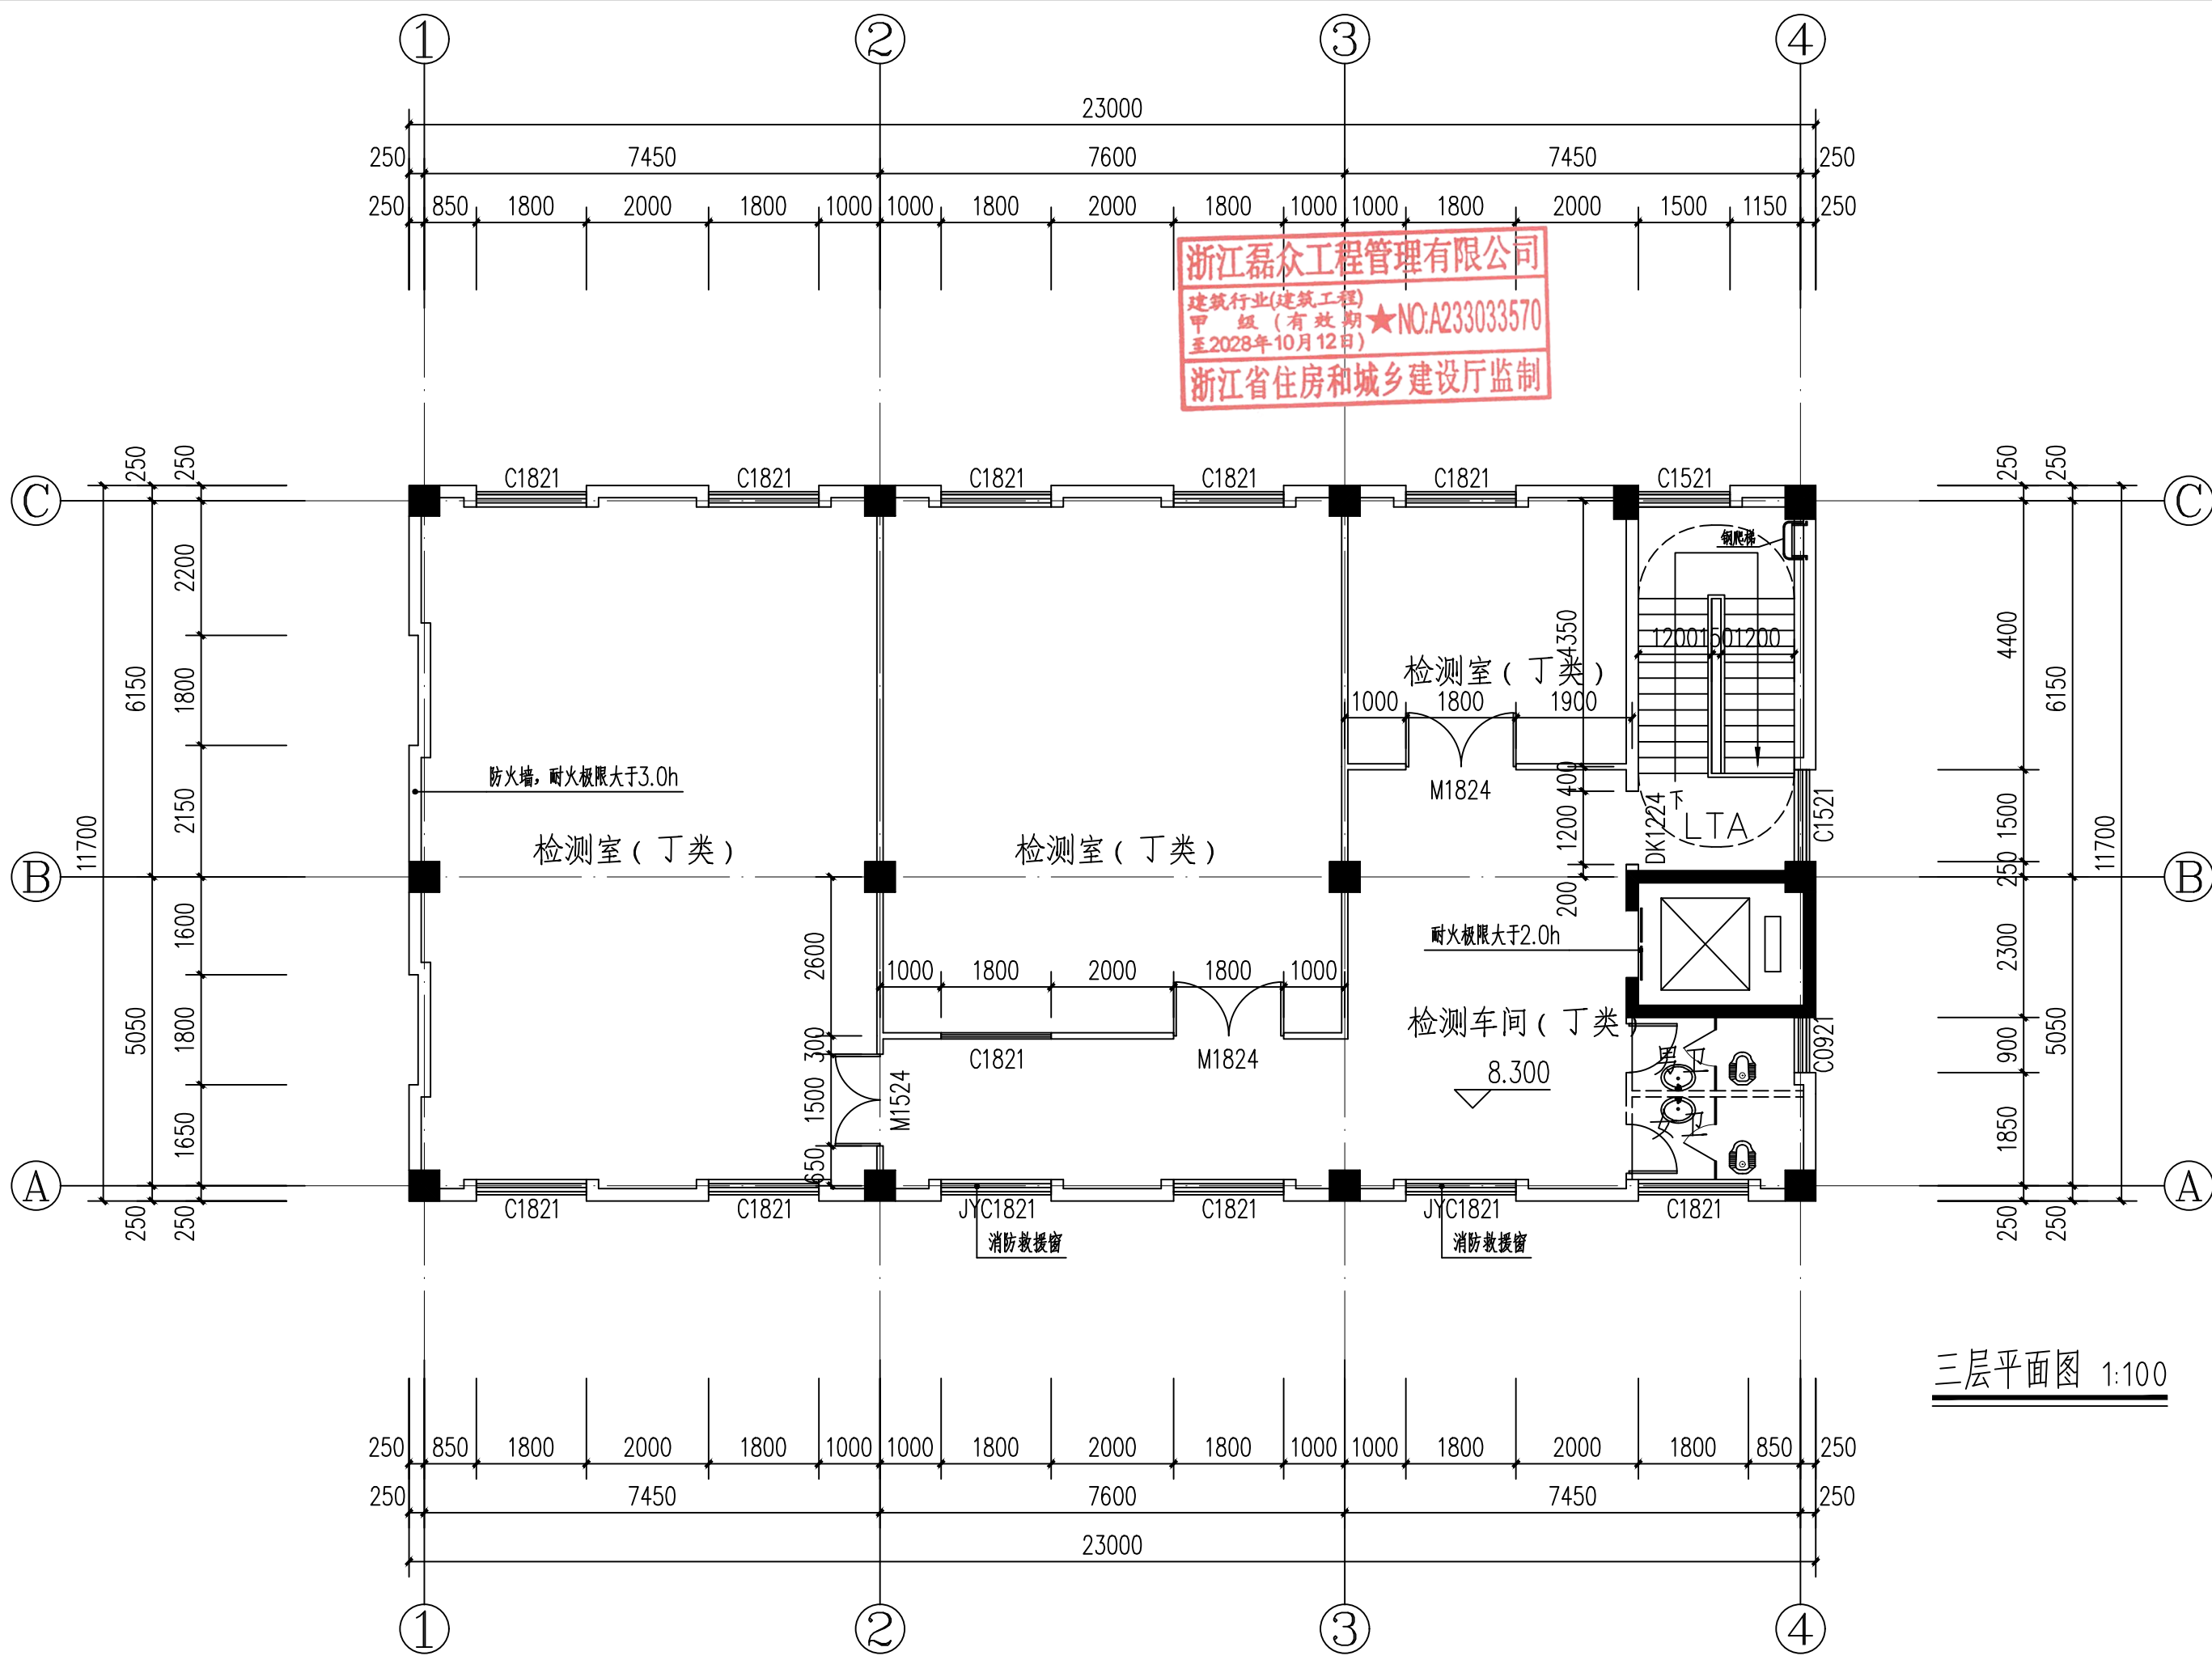 ① ② ③ ④
23000
250 7450 7600 7450 250
250 850 1800 2000 1800 1000 1000 1800 2000 1800 1000 1000 1800 2000 1500 1150 250
浙江磊众工程管理有限公司
建筑行业(建筑工程)
甲 级(有效期
至2028年10月12日)
★NO:A233033570
浙江省住房和城乡建设厅监制
C1821 C1821 C1821 C1821 C1821 C1521
Ⓒ Ⓒ
钢爬梯
1200 150 1200
检测室(丁类)
1000 1800 1900
4350
400
1200
200
M1824
DK1224
下
LTA
C1521
防火墙,耐火极限大于3.0h
检测室(丁类) 检测室(丁类)
Ⓑ Ⓑ
耐火极限大于2.0h
2600
300
1500
650
1000 1800 2000 1800 1000
检测车间(丁类)
C1821 M1824
M1524
8.300
男卫
女卫
C0921
Ⓐ Ⓐ
C1821 C1821 JYC1821 C1821 JYC1821 C1821
消防救援窗 消防救援窗
11700
250 6150 5050 250
250 2200 1800 2150 1600 1800 1650 250
250 4400 1500 250 2300 900 1850 250
250 6150 5050 250
11700
三层平面图 1:100
250 850 1800 2000 1800 1000 1000 1800 2000 1800 1000 1000 1800 2000 1800 850 250
250 7450 7600 7450 250
23000
① ② ③ ④